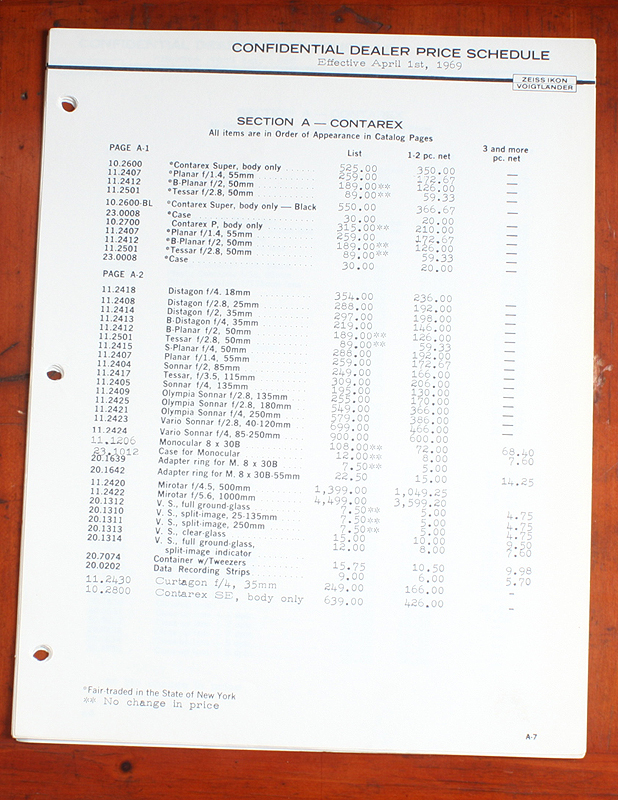 CONFIDENTIAL DEALER PRICE SCHEDULE
Effective April 1st, 1969
ZEISS IKON
VOIGTLANDER
SECTION A — CONTAREX
All items are in Order of Appearance in Catalog Pages
PAGE A-1 List 1-2 pc. net 3 and more pc. net
10.2600 *Contarex Super, body only 525.00 350.00 —
11.2407 *Planar f/1.4, 55mm 259.00 172.67 —
11.2412 *B-Planar f/2, 50mm 189.00** 126.00 —
11.2501 *Tessar f/2.8, 50mm 89.00** 59.33 —
10.2600-BL *Contarex Super, body only — Black 550.00 366.67 —
23.0008 *Case 30.00 20.00 —
10.2700 Contarex P, body only 315.00** 210.00 —
11.2407 *Planar f/1.4, 55mm 259.00 172.67 —
11.2412 *B-Planar f/2, 50mm 189.00** 126.00 —
11.2501 *Tessar f/2.8, 50mm 89.00** 59.33 —
23.0008 *Case 30.00 20.00 —
PAGE A-2
11.2418 Distagon f/4. 18mm 354.00 236.00 —
11.2408 Distagon f/2.8, 25mm 288.00 192.00 —
11.2414 Distagon f/2, 35mm 297.00 198.00 —
11.2413 B-Distagon f/4, 35mm 219.00 146.00 —
11.2412 B-Planar f/2, 50mm 189.00** 126.00 —
11.2501 Tessar f/2.8, 50mm 89.00** 59.33 —
11.2415 S-Planar f/4, 50mm 288.00 192.00 —
11.2407 Planar f/1.4, 55mm 259.00 172.67 —
11.2404 Sonnar f/2, 85mm 249.00 166.00 —
11.2417 Tessar, f/3.5, 115mm 309.00 206.00 —
11.2405 Sonnar f/4, 135mm 195.00 130.00 —
11.2409 Olympia Sonnar f/2.8, 135mm 255.00 170.00 —
11.2425 Olympia Sonnar f/2.8, 180mm 549.00 366.00 —
11.2421 Olympia Sonnar f/4, 250mm 579.00 386.00 —
11.2423 Vario Sonnar f/2.8, 40-120mm 699.00 466.00 —
11.2424 Vario Sonnar f/4, 85-250mm 900.00 600.00 —
11.1206 Monocular 8 x 30B 108.00** 72.00 68.40
23.1012 Case for Monocular 12.00** 8.00 7.60
20.1639 Adapter ring for M. 8 x 30B 7.50** 5.00
20.1642 Adapter ring for M. 8 x 30B-55mm 22.50 15.00 14.25
11.2420 Mirotar f/4.5, 500mm 1,399.00 1,049.25
11.2422 Mirotar f/5.6, 1000mm 4,499.00 3,599.20
20.1312 V. S., full ground-glass 7.50** 5.00 4.75
20.1310 V. S., split-image, 25-135mm 7.50** 5.00 4.75
20.1311 V. S., split-image, 250mm 7.50** 5.00 4.75
20.1313 V. S., clear-glass 15.00 10.00 9.50
20.1314 V. S., full ground-glass,
split-image indicator 12.00 8.00 7.60
20.7074 Container w/Tweezers 15.75 10.50 9.98
20.0202 Data Recording Strips 9.00 6.00 5.70
11.2430 Curtagon f/4, 35mm 249.00 166.00 -
10.2800 Contarex SE, body only 639.00 426.00 -
*Fair-traded in the State of New York
** No change in price
A-7